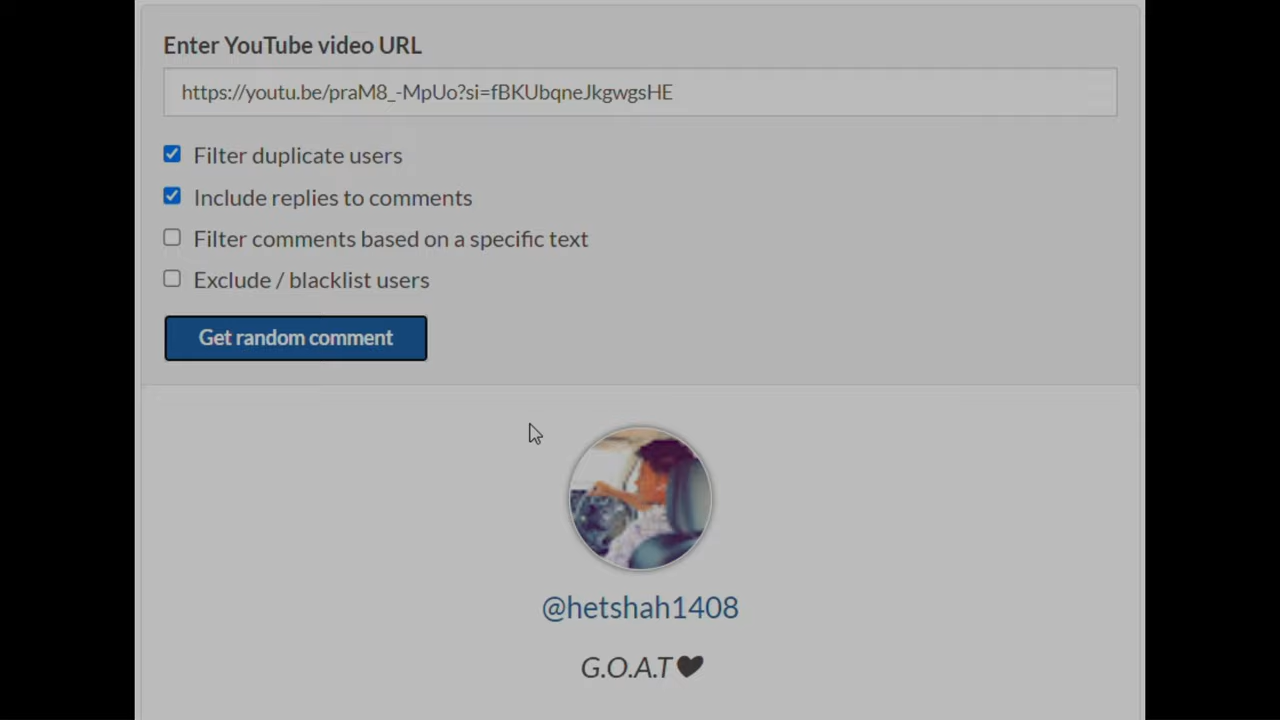 Enter YouTube video URL
https://youtu.be/praM8_-MpUo?si=fBKUbqneJkgwgsHE
Filter duplicate users
Include replies to comments
Filter comments based on a specific text
Exclude / blacklist users
Get random comment
@hetshah1408
G.O.A.T🖤